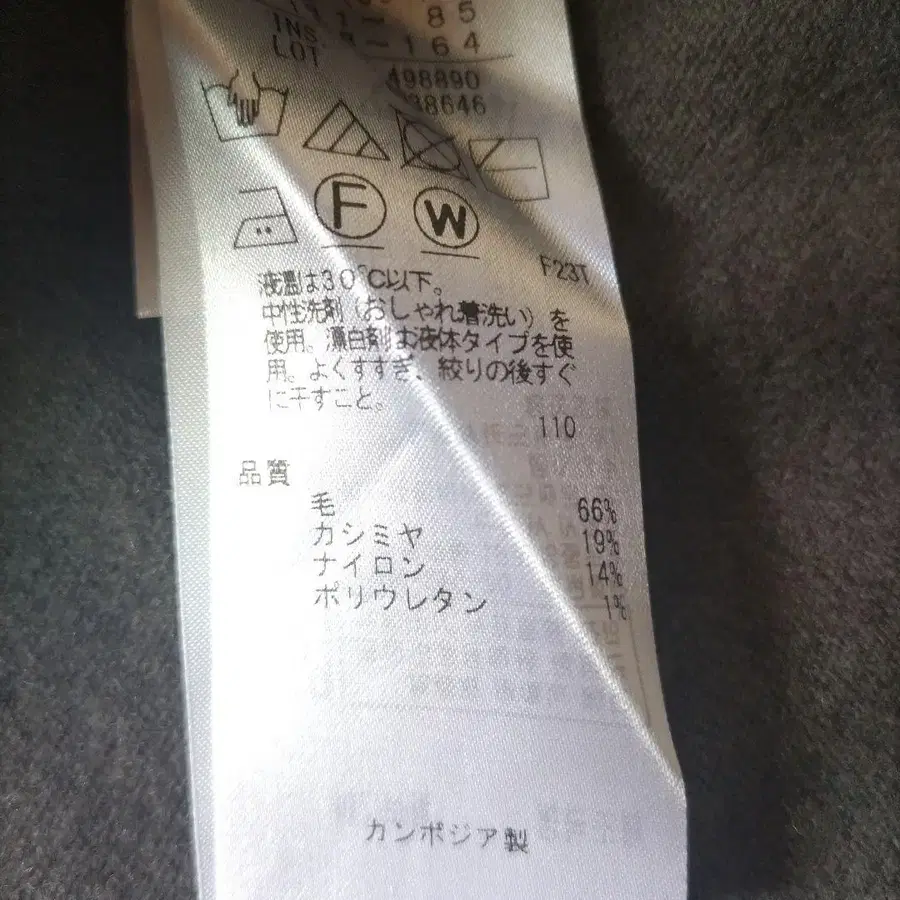 85
INS
~164
LOT
498890
38646
F
W
F23T
液温は30℃以下。
中性洗剤(おしゃれ着洗い)を
使用。漂白剤は液体タイプを使
用。よくすすぎ、絞りの後すぐ
に干すこと。
110
品質
毛 66%
カシミヤ 19%
ナイロン 14%
ポリウレタン 1%
カンボジア製